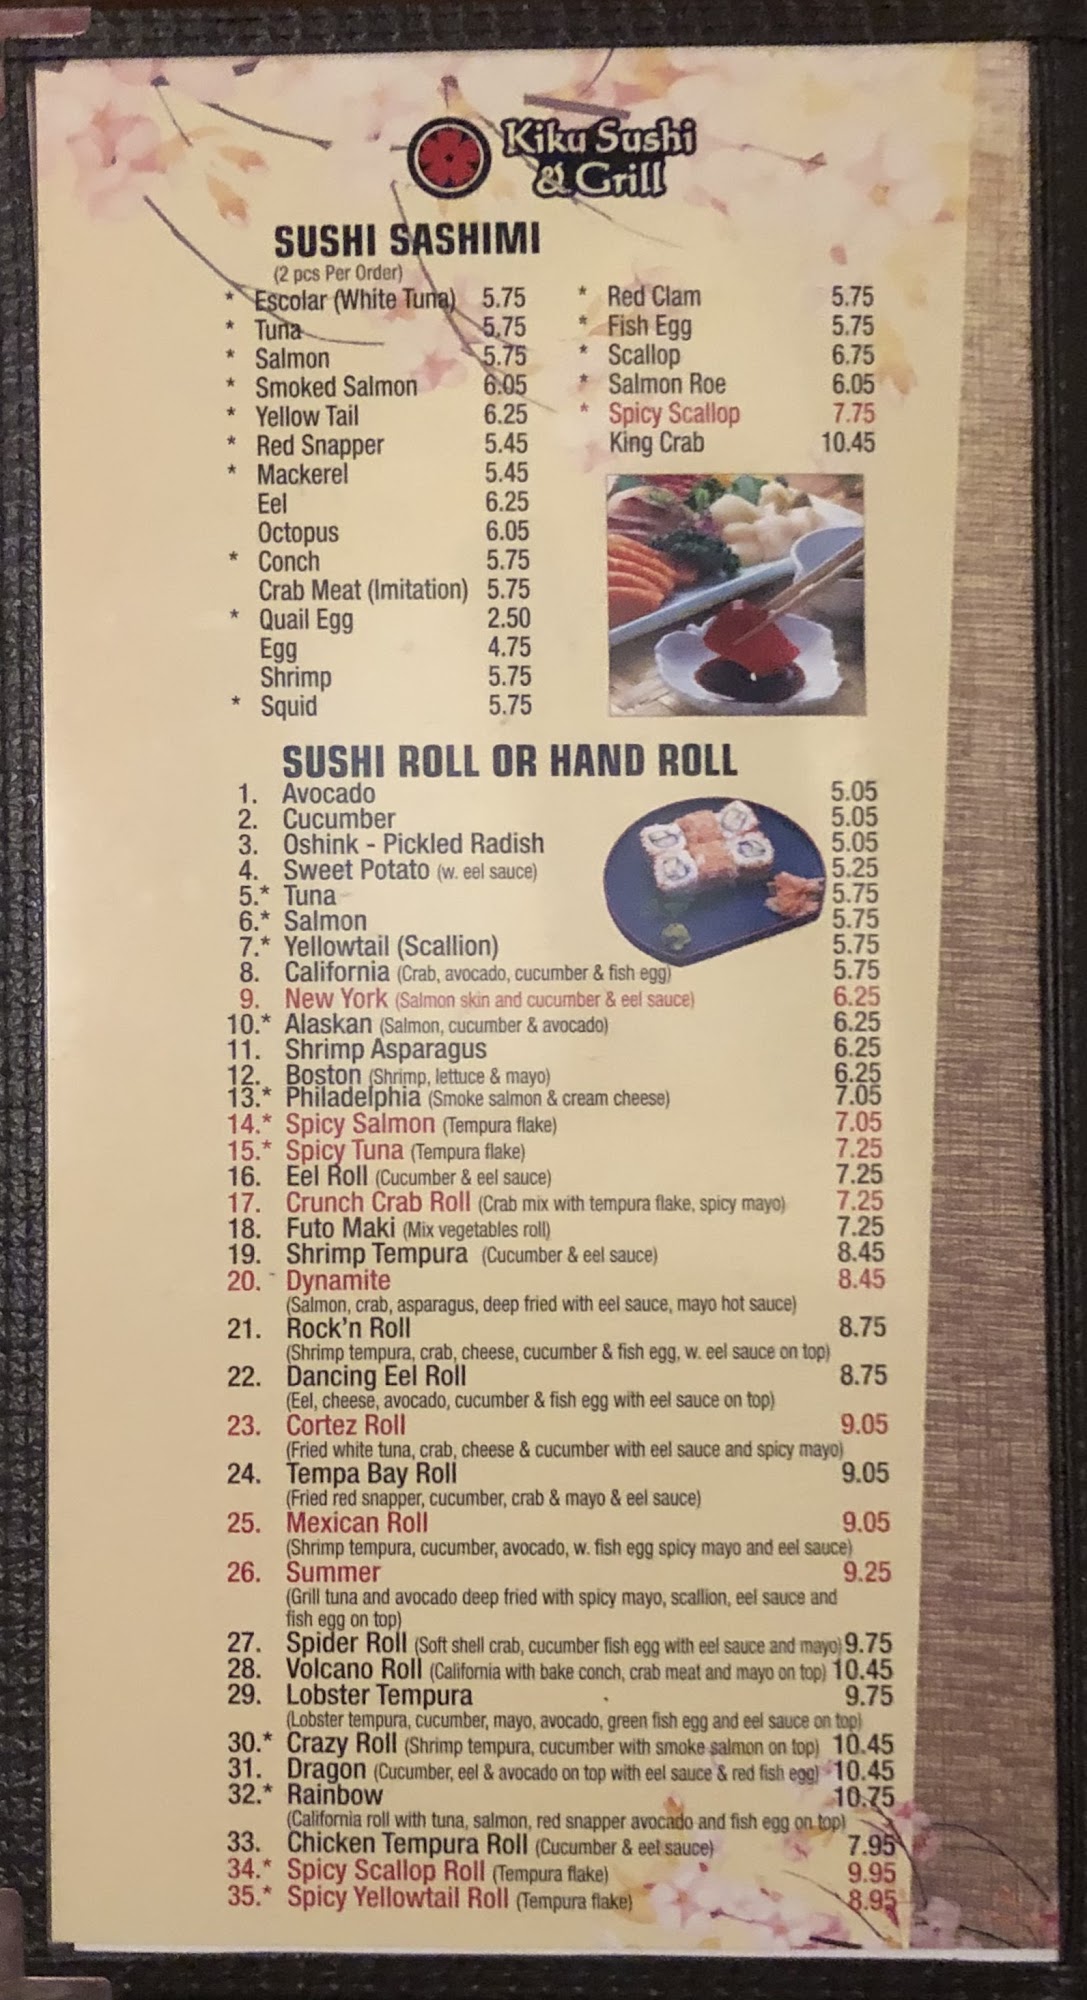 Kiku Sushi
& Grill
SUSHI SASHIMI
(2 pcs Per Order)
* Escolar (White Tuna) 5.75
* Tuna 5.75
* Salmon 5.75
* Smoked Salmon 6.05
* Yellow Tail 6.25
* Red Snapper 5.45
* Mackerel 5.45
Eel 6.25
Octopus 6.05
* Conch 5.75
Crab Meat (Imitation) 5.75
* Quail Egg 2.50
Egg 4.75
Shrimp 5.75
* Squid 5.75
* Red Clam 5.75
* Fish Egg 5.75
* Scallop 6.75
* Salmon Roe 6.05
* Spicy Scallop 7.75
King Crab 10.45
SUSHI ROLL OR HAND ROLL
1. Avocado 5.05
2. Cucumber 5.05
3. Oshink - Pickled Radish 5.05
4. Sweet Potato (w. eel sauce) 5.25
5.* Tuna 5.75
6.* Salmon 5.75
7.* Yellowtail (Scallion) 5.75
8. California (Crab, avocado, cucumber & fish egg) 5.75
9. New York (Salmon skin and cucumber & eel sauce) 6.25
10.* Alaskan (Salmon, cucumber & avocado) 6.25
11. Shrimp Asparagus 6.25
12. Boston (Shrimp, lettuce & mayo) 6.25
13.* Philadelphia (Smoke salmon & cream cheese) 7.05
14.* Spicy Salmon (Tempura flake) 7.05
15.* Spicy Tuna (Tempura flake) 7.25
16. Eel Roll (Cucumber & eel sauce) 7.25
17. Crunch Crab Roll (Crab mix with tempura flake, spicy mayo) 7.25
18. Futo Maki (Mix vegetables roll) 7.25
19. Shrimp Tempura (Cucumber & eel sauce) 8.45
20. Dynamite 8.45
(Salmon, crab, asparagus, deep fried with eel sauce, mayo hot sauce)
21. Rock'n Roll 8.75
(Shrimp tempura, crab, cheese, cucumber & fish egg, w. eel sauce on top)
22. Dancing Eel Roll 8.75
(Eel, cheese, avocado, cucumber & fish egg with eel sauce on top)
23. Cortez Roll 9.05
(Fried white tuna, crab, cheese & cucumber with eel sauce and spicy mayo)
24. Tempa Bay Roll 9.05
(Fried red snapper, cucumber, crab & mayo & eel sauce)
25. Mexican Roll 9.05
(Shrimp tempura, cucumber, avocado, w. fish egg spicy mayo and eel sauce)
26. Summer 9.25
(Grill tuna and avocado deep fried with spicy mayo, scallion, eel sauce and
fish egg on top)
27. Spider Roll (Soft shell crab, cucumber fish egg with eel sauce and mayo) 9.75
28. Volcano Roll (California with bake conch, crab meat and mayo on top) 10.45
29. Lobster Tempura 9.75
(Lobster tempura, cucumber, mayo, avocado, green fish egg and eel sauce on top)
30.* Crazy Roll (Shrimp tempura, cucumber with smoke salmon on top) 10.45
31. Dragon (Cucumber, eel & avocado on top with eel sauce & red fish egg) 10.45
32.* Rainbow 10.75
(California roll with tuna, salmon, red snapper avocado and fish egg on top)
33. Chicken Tempura Roll (Cucumber & eel sauce) 7.95
34.* Spicy Scallop Roll (Tempura flake) 9.95
35.* Spicy Yellowtail Roll (Tempura flake) 8.95